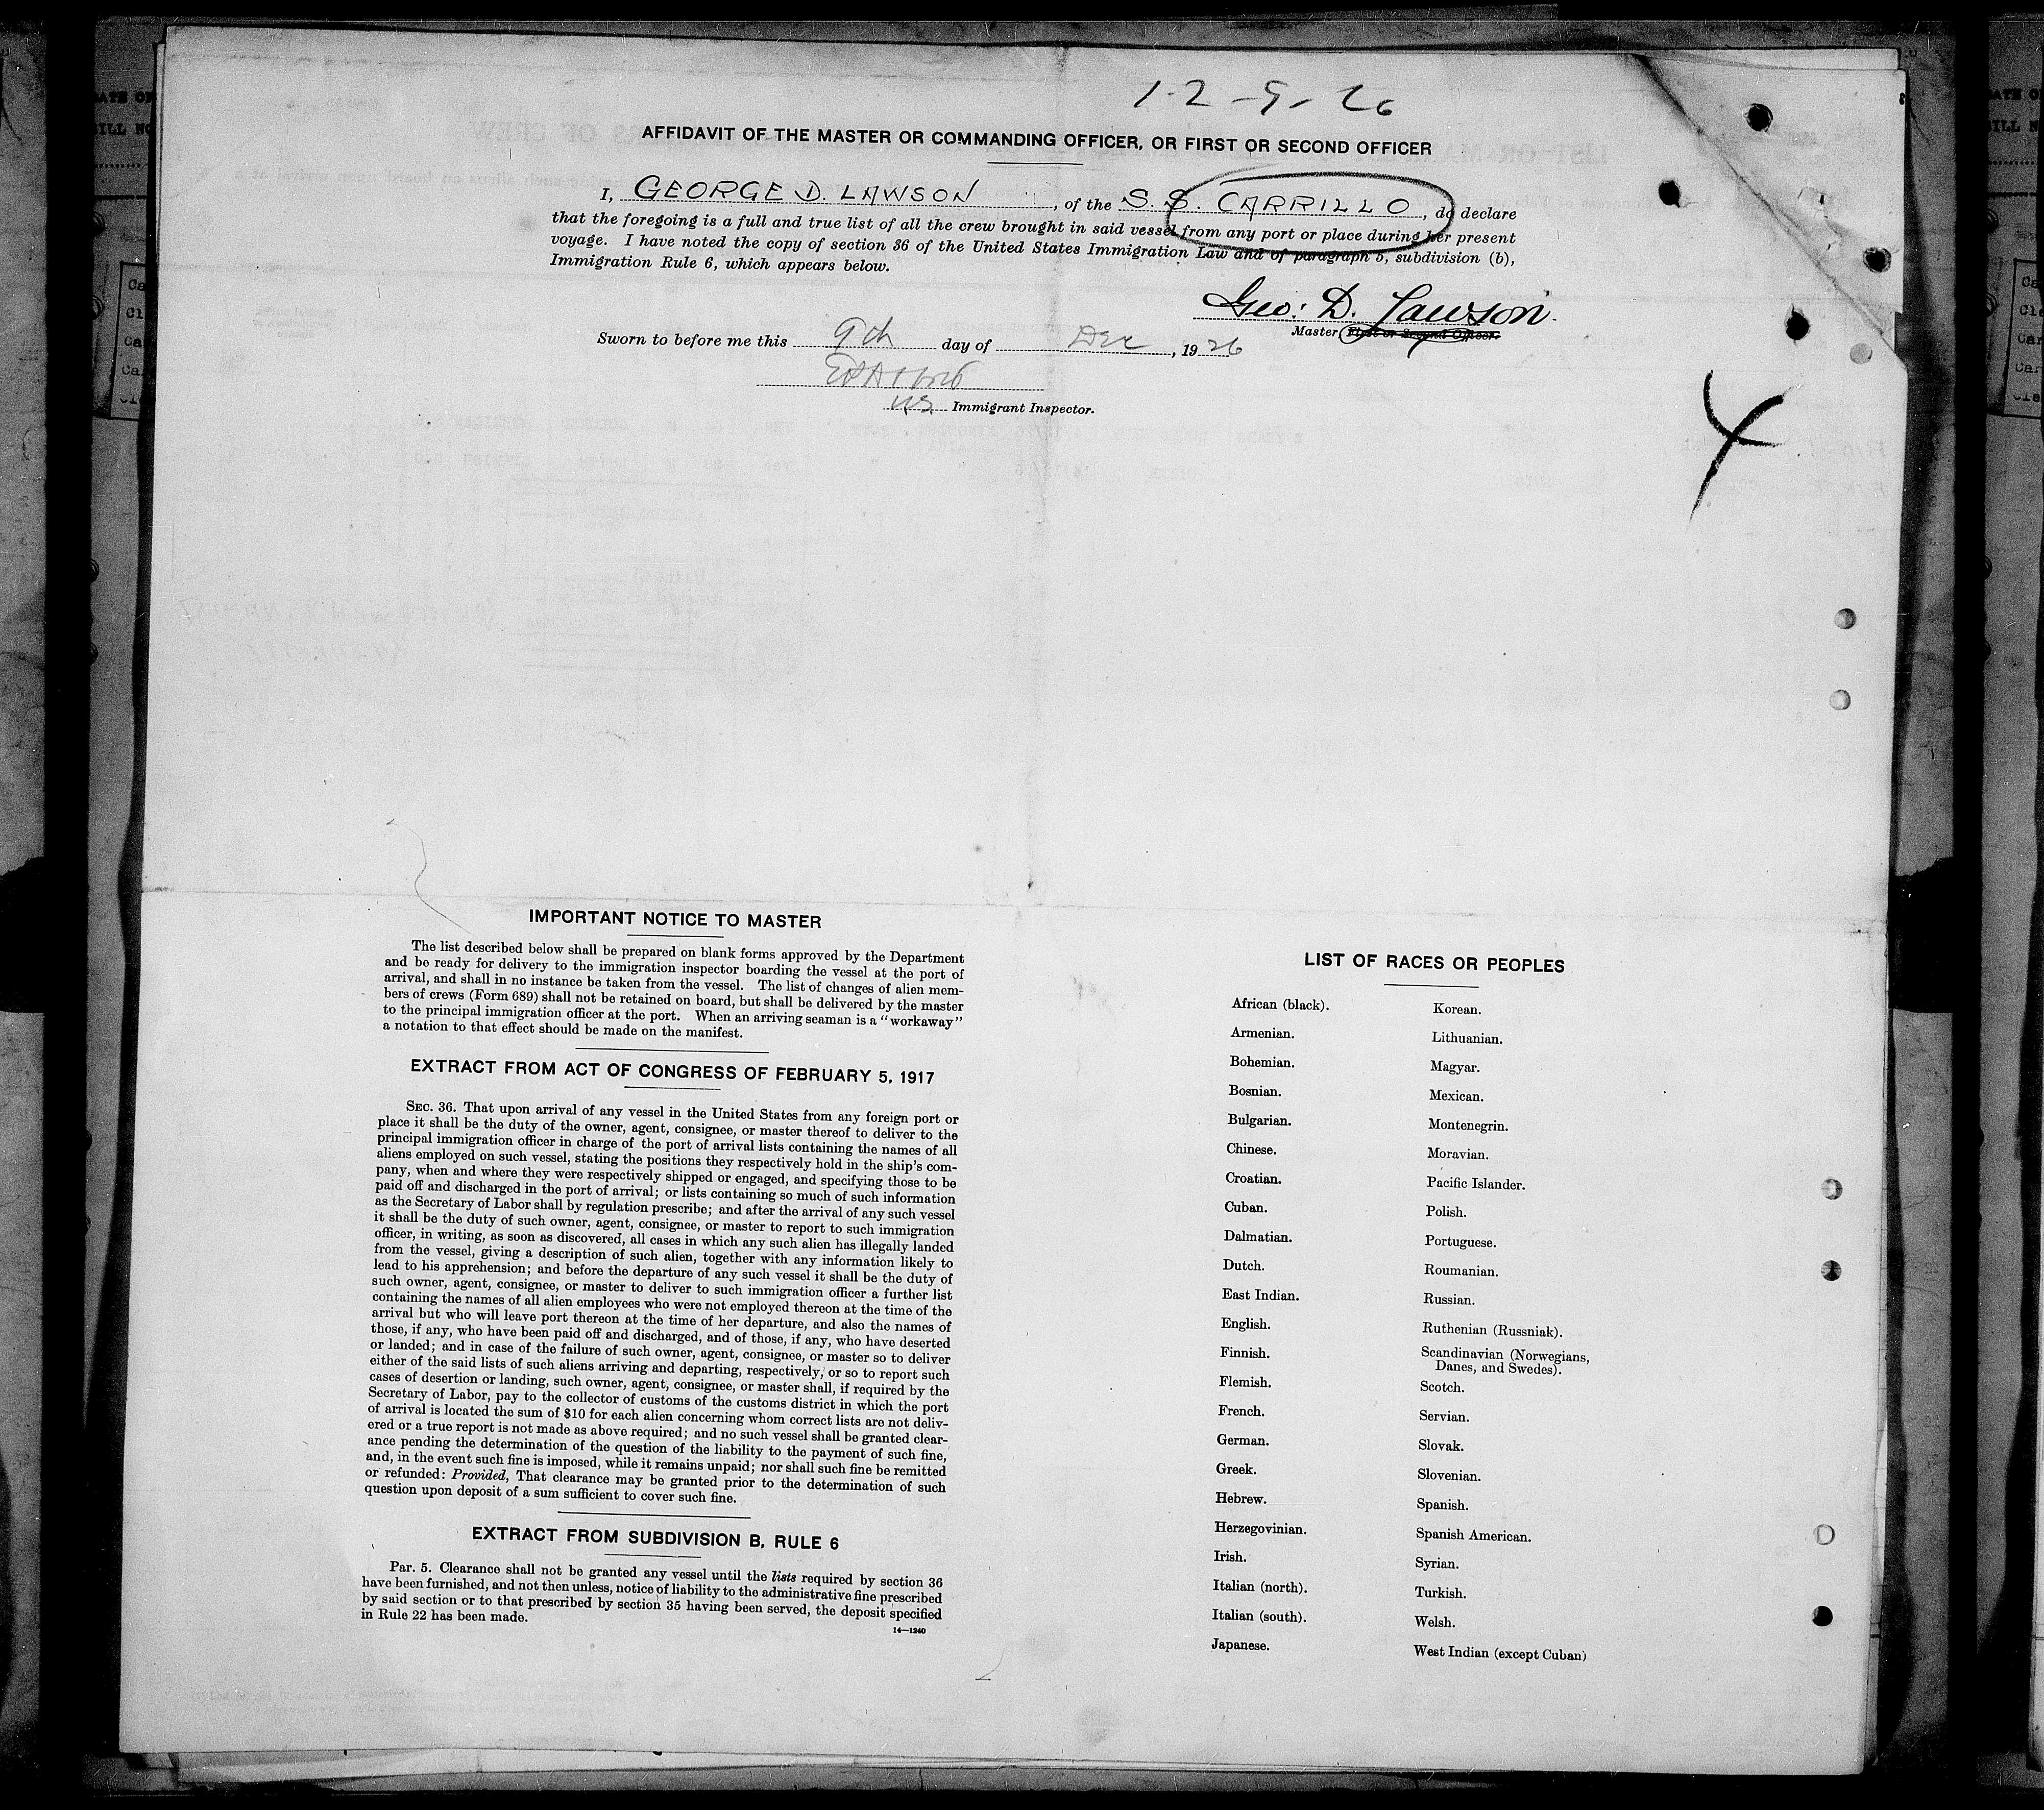 12-9-26
AFFIDAVIT OF THE MASTER OR COMMANDING OFFICER, OR FIRST OR SECOND OFFICER
I, GEORGE D. LAWSON, of the S. S. CARRILLO, do declare
that the foregoing is a full and true list of all the crew brought in said vessel from any port or place during her present
voyage. I have noted the copy of section 36 of the United States Immigration Law and of paragraph 5, subdivision (b),
Immigration Rule 6, which appears below.
Geo. D. Lawson
Master First or Second Officer.
Sworn to before me this 9th day of Dec, 1926
US Immigrant Inspector.
IMPORTANT NOTICE TO MASTER
The list described below shall be prepared on blank forms approved by the Department
and be ready for delivery to the immigration inspector boarding the vessel at the port of
arrival, and shall in no instance be taken from the vessel. The list of changes of alien mem-
bers of crews (Form 689) shall not be retained on board, but shall be delivered by the master
to the principal immigration officer at the port. When an arriving seaman is a "workaway"
a notation to that effect should be made on the manifest.
EXTRACT FROM ACT OF CONGRESS OF FEBRUARY 5, 1917
SEC. 36. That upon arrival of any vessel in the United States from any foreign port or
place it shall be the duty of the owner, agent, consignee, or master thereof to deliver to the
principal immigration officer in charge of the port of arrival lists containing the names of all
aliens employed on such vessel, stating the positions they respectively hold in the ship's com-
pany, when and where they were respectively shipped or engaged, and specifying those to be
paid off and discharged in the port of arrival; or lists containing so much of such information
as the Secretary of Labor shall by regulation prescribe; and after the arrival of any such vessel
it shall be the duty of such owner, agent, consignee, or master to report to such immigration
officer, in writing, as soon as discovered, all cases in which any such alien has illegally landed
from the vessel, giving a description of such alien, together with any information likely to
lead to his apprehension; and before the departure of any such vessel it shall be the duty of
such owner, agent, consignee, or master to deliver to such immigration officer a further list
containing the names of all alien employees who were not employed thereon at the time of the
arrival but who will leave port thereon at the time of her departure, and also the names of
those, if any, who have been paid off and discharged, and of those, if any, who have deserted
or landed; and in case of the failure of such owner, agent, consignee, or master so to deliver
either of the said lists of such aliens arriving and departing, respectively, or so to report such
cases of desertion or landing, such owner, agent, consignee, or master shall, if required by the
Secretary of Labor, pay to the collector of customs of the customs district in which the port
of arrival is located the sum of $10 for each alien concerning whom correct lists are not deliv-
ered or a true report is not made as above required; and no such vessel shall be granted clear-
ance pending the determination of the question of the liability to the payment of such fine,
and, in the event such fine is imposed, while it remains unpaid; nor shall such fine be remitted
or refunded: Provided, That clearance may be granted prior to the determination of such
question upon deposit of a sum sufficient to cover such fine.
EXTRACT FROM SUBDIVISION B, RULE 6
Par. 5. Clearance shall not be granted any vessel until the lists required by section 36
have been furnished, and not then unless, notice of liability to the administrative fine prescribed
by said section or to that prescribed by section 35 having been served, the deposit specified
in Rule 22 has been made.
14—1240
LIST OF RACES OR PEOPLES
African (black).
Armenian.
Bohemian.
Bosnian.
Bulgarian.
Chinese.
Croatian.
Cuban.
Dalmatian.
Dutch.
East Indian.
English.
Finnish.
Flemish.
French.
German.
Greek.
Hebrew.
Herzegovinian.
Irish.
Italian (north).
Italian (south).
Japanese.
Korean.
Lithuanian.
Magyar.
Mexican.
Montenegrin.
Moravian.
Pacific Islander.
Polish.
Portuguese.
Roumanian.
Russian.
Ruthenian (Russniak).
Scandinavian (Norwegians,
Danes, and Swedes).
Scotch.
Servian.
Slovak.
Slovenian.
Spanish.
Spanish American.
Syrian.
Turkish.
Welsh.
West Indian (except Cuban)